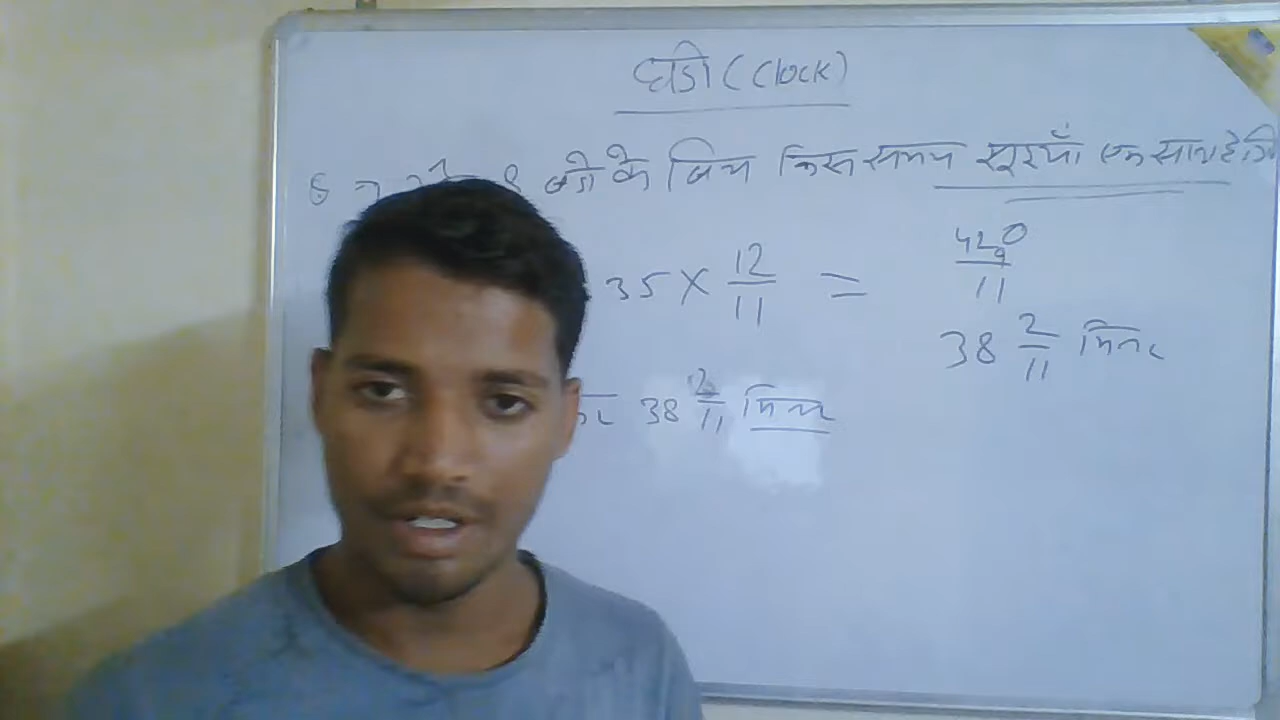 घडी (Clock)
8 बजे के बिच किस समय सूइयाँ एक साथ
35 × 12/11 = 420/11
38 2/11 मिनट
38 2/11 मिनट